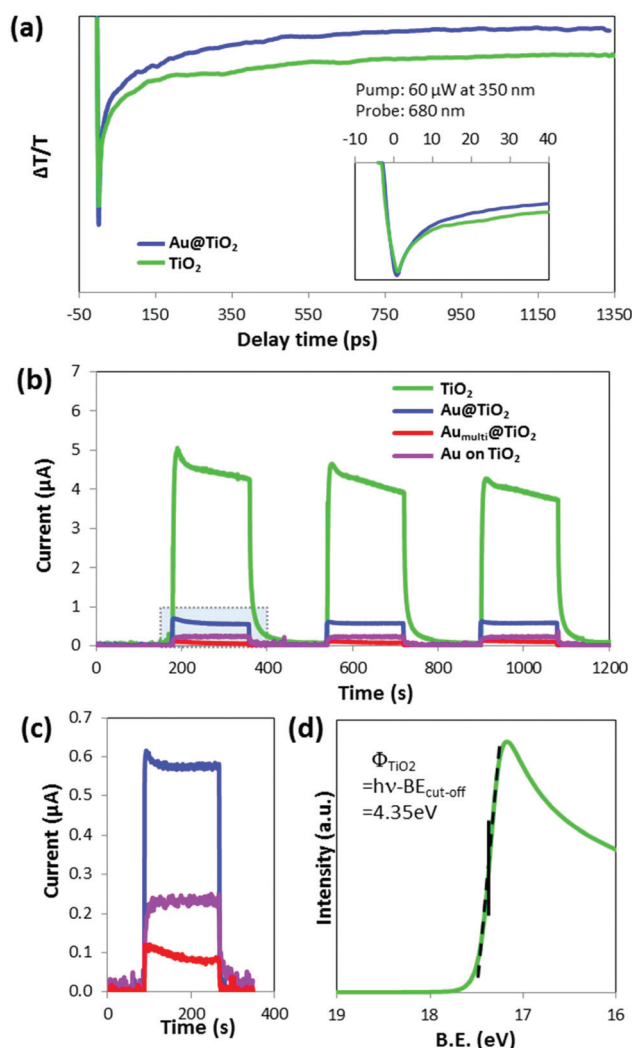 (a)
ΔT/T
Pump: 60 µW at 350 nm
Probe: 680 nm
-10 0 10 20 30 40
Au@TiO₂
TiO₂
-50 150 350 550 750 950 1150 1350
Delay time (ps)
(b)
Current (µA)
7
6
5
4
3
2
1
0
TiO₂
Au@TiO₂
Au_multi@TiO₂
Au on TiO₂
0 200 400 600 800 1000 1200
Time (s)
(c)
Current (µA)
0.7
0.6
0.5
0.4
0.3
0.2
0.1
0.0
0 200 400
Time (s)
(d)
Intensity (a.u.)
Φ_TiO2
=hν-BE_cut-off
=4.35eV
19 18 17 16
B.E. (eV)